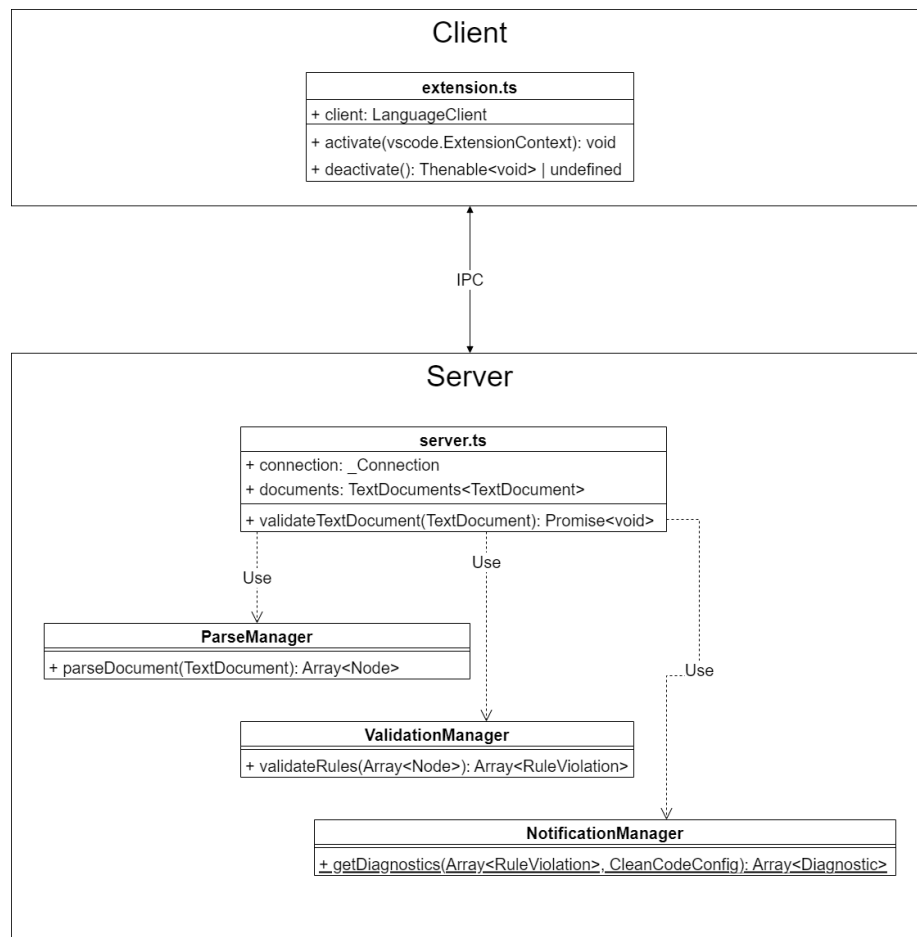 Client
extension.ts
+ client: LanguageClient
+ activate(vscode.ExtensionContext): void
+ deactivate(): Thenable<void> | undefined
IPC
Server
server.ts
+ connection: _Connection
+ documents: TextDocuments<TextDocument>
+ validateTextDocument(TextDocument): Promise<void>
Use
Use
Use
ParseManager
+ parseDocument(TextDocument): Array<Node>
ValidationManager
+ validateRules(Array<Node>): Array<RuleViolation>
NotificationManager
+ getDiagnostics(Array<RuleViolation>, CleanCodeConfig): Array<Diagnostic>